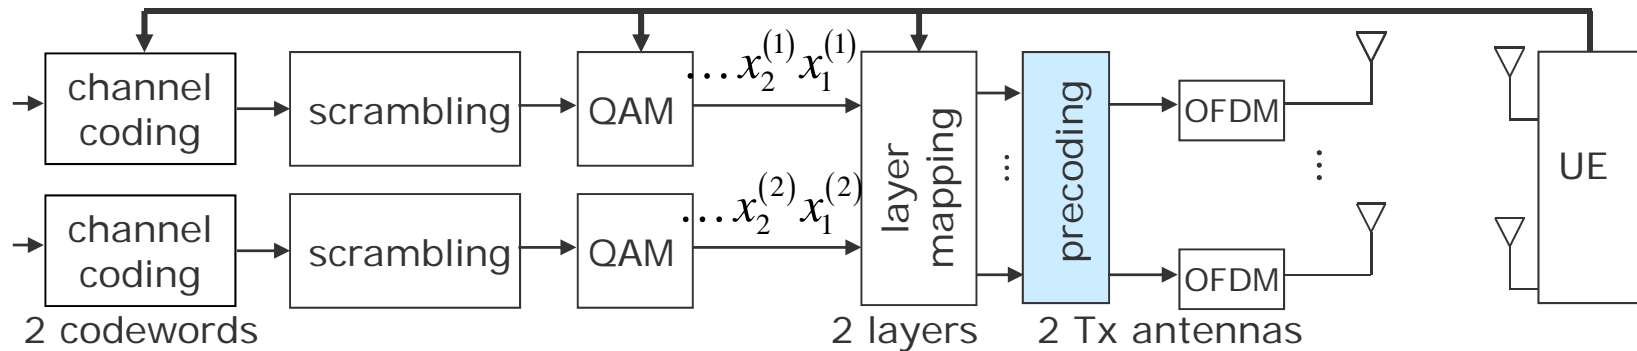 channel coding
scrambling
QAM
… x_2^{(1)} x_1^{(1)}
layer mapping
…
precoding
OFDM
…
UE
channel coding
scrambling
QAM
… x_2^{(2)} x_1^{(2)}
OFDM
2 codewords
2 layers
2 Tx antennas